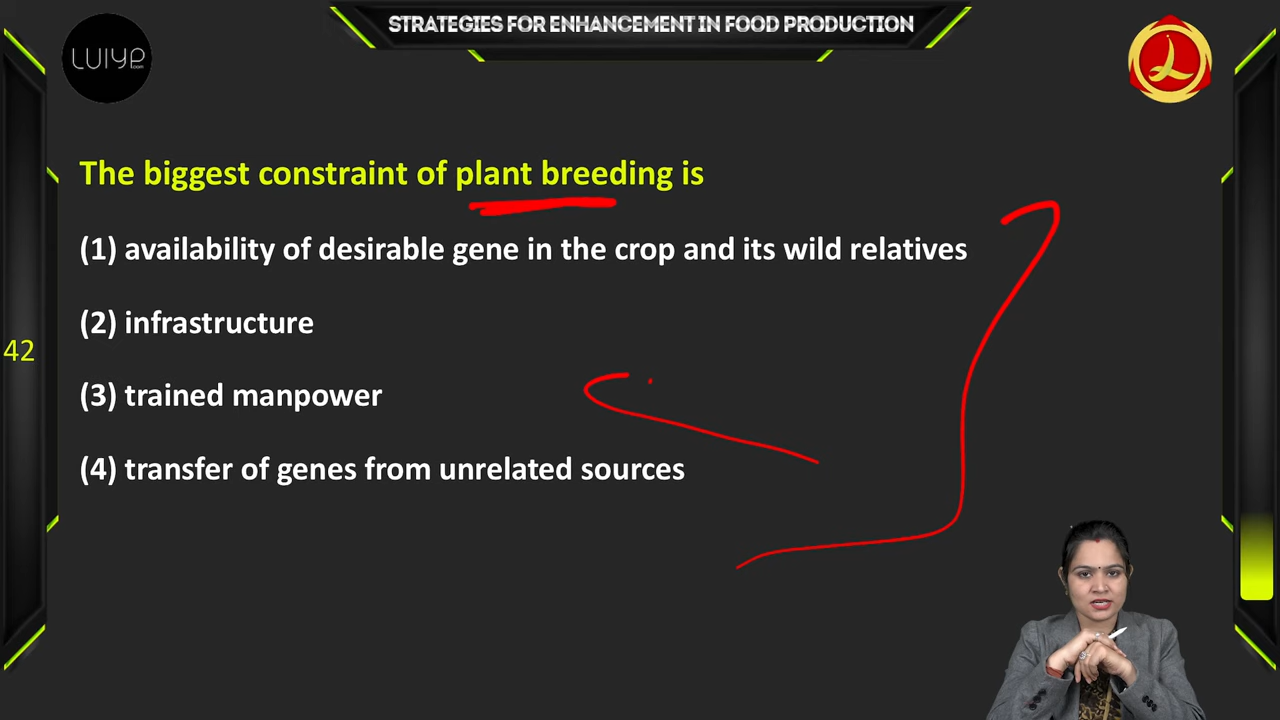 STRATEGIES FOR ENHANCEMENT IN FOOD PRODUCTION
LUIYP
.com
The biggest constraint of plant breeding is
(1) availability of desirable gene in the crop and its wild relatives
(2) infrastructure
42
(3) trained manpower
(4) transfer of genes from unrelated sources